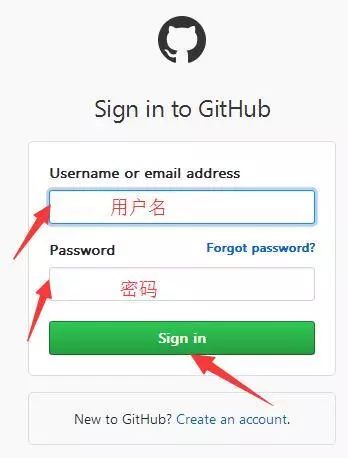 Sign in to GitHub
Username or email address
用户名
Password Forgot password?
密码
Sign in
New to GitHub? Create an account.